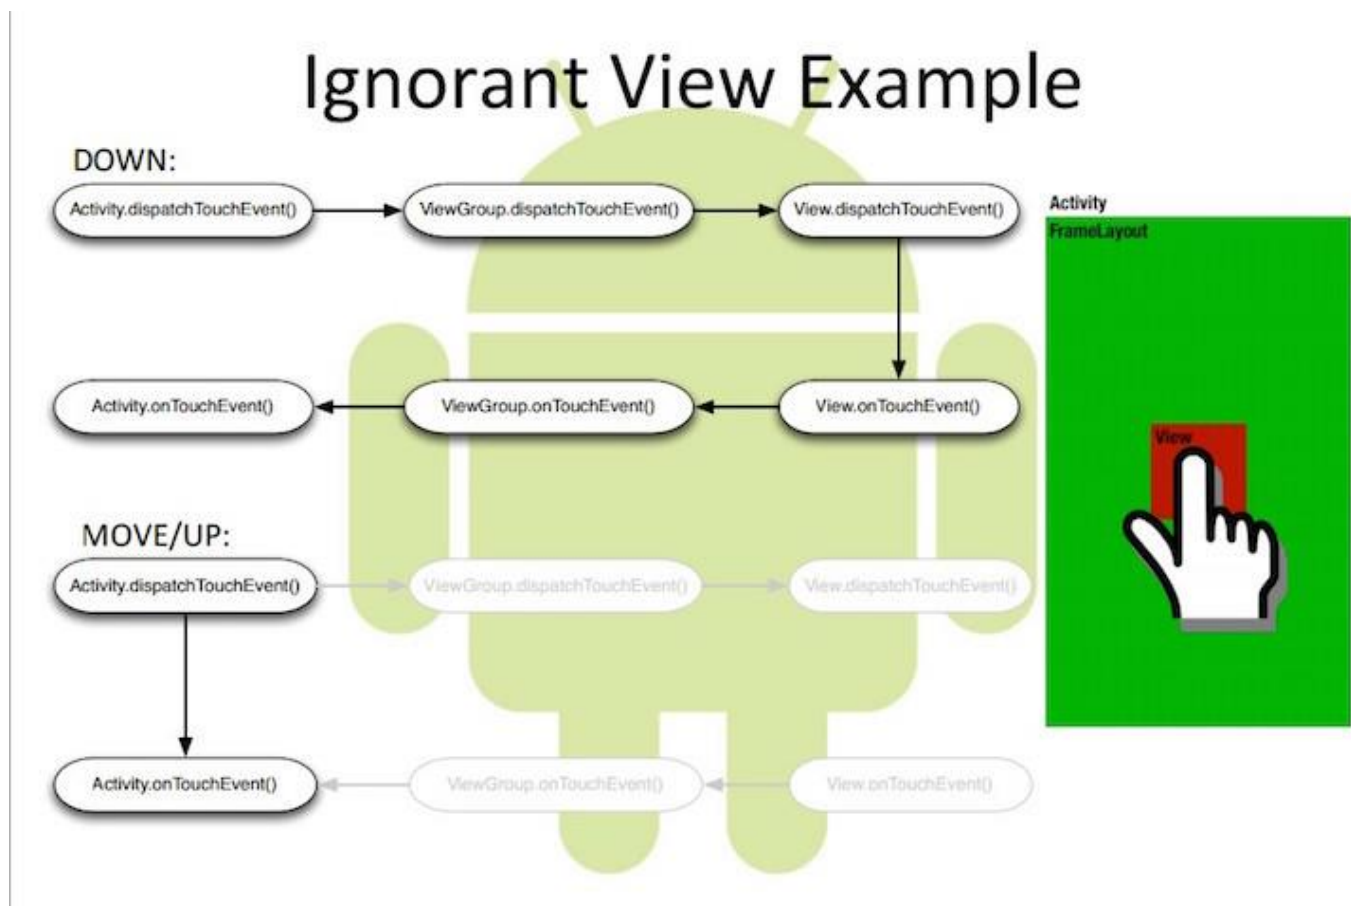 Ignorant View Example
DOWN:
Activity.dispatchTouchEvent()
ViewGroup.dispatchTouchEvent()
View.dispatchTouchEvent()
Activity.onTouchEvent()
ViewGroup.onTouchEvent()
View.onTouchEvent()
MOVE/UP:
Activity.dispatchTouchEvent()
ViewGroup.dispatchTouchEvent()
View.dispatchTouchEvent()
Activity.onTouchEvent()
ViewGroup.onTouchEvent()
View.onTouchEvent()
Activity
FrameLayout
View